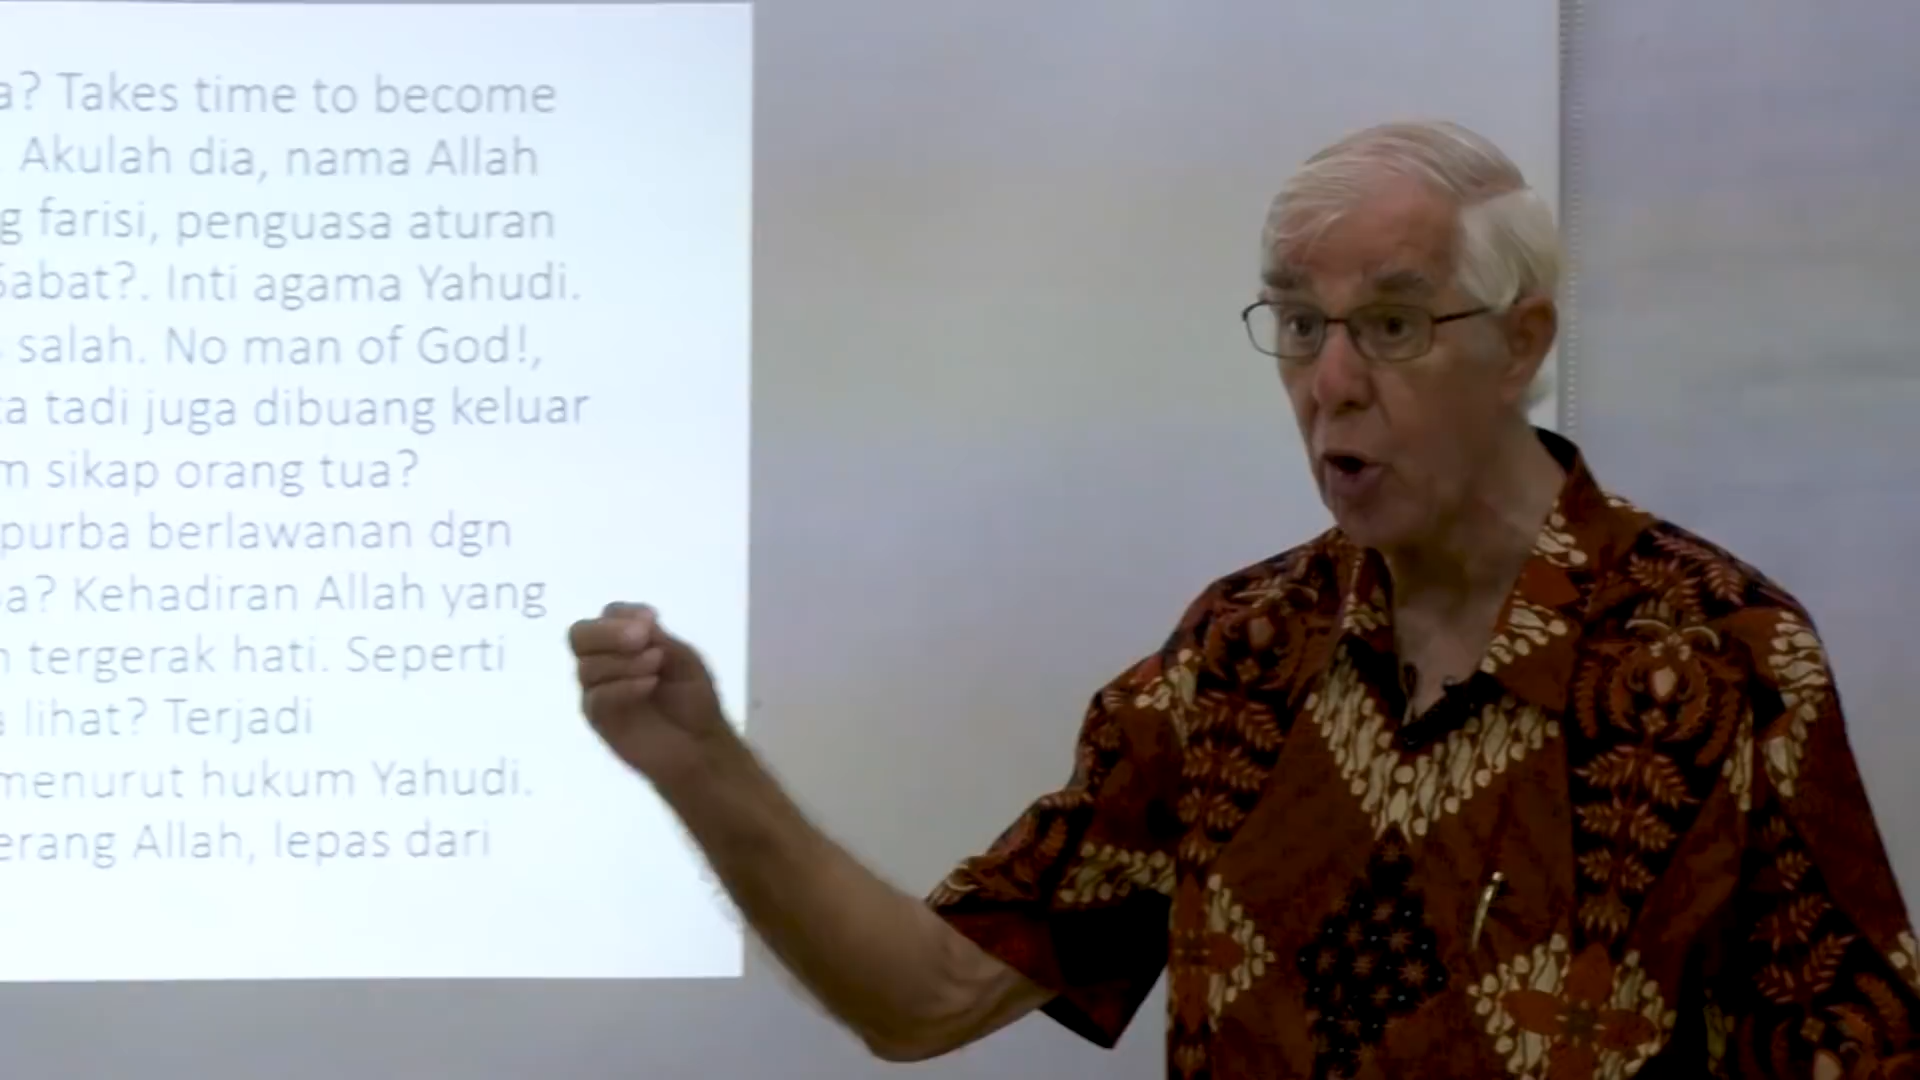 a? Takes time to become
Akulah dia, nama Allah
g farisi, penguasa aturan
Sabat?. Inti agama Yahudi.
salah. No man of God!,
ta tadi juga dibuang keluar
m sikap orang tua?
purba berlawanan dgn
pa? Kehadiran Allah yang
n tergerak hati. Seperti
lihat? Terjadi
menurut hukum Yahudi.
erang Allah, lepas dari